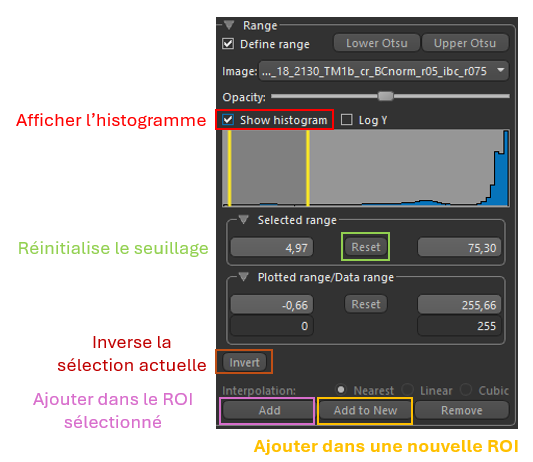 Range
Define range
Lower Otsu
Upper Otsu
Image:
..._18_2130_TM1b_cr_BCnorm_r05_ibc_r075
Opacity:
Afficher l’histogramme
Show histogram
Log Y
Selected range
Réinitialise le seuillage
4,97
Reset
75,30
Plotted range/Data range
-0,66
Reset
255,66
0
255
Inverse la
sélection actuelle
Invert
Interpolation:
Nearest
Linear
Cubic
Ajouter dans le ROI
sélectionné
Add
Add to New
Remove
Ajouter dans une nouvelle ROI